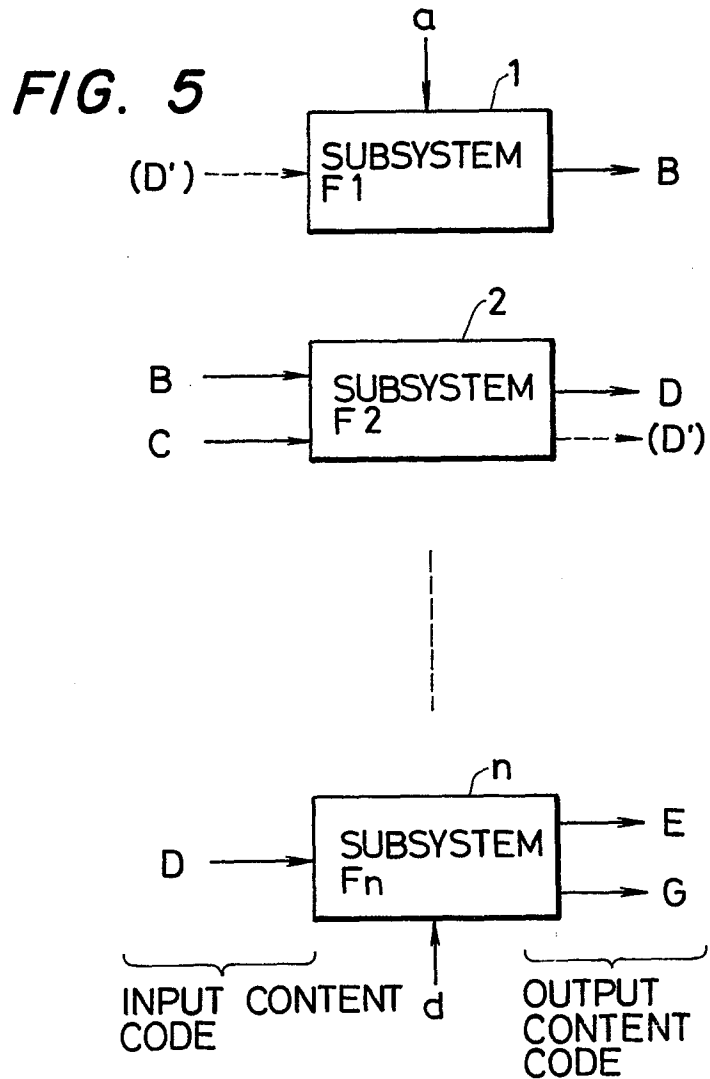 a
FIG. 5
1
(D')
SUBSYSTEM
F1
B
2
B
C
SUBSYSTEM
F2
D
(D')
n
D
SUBSYSTEM
Fn
E
G
INPUT CONTENT
CODE
d
OUTPUT
CONTENT
CODE